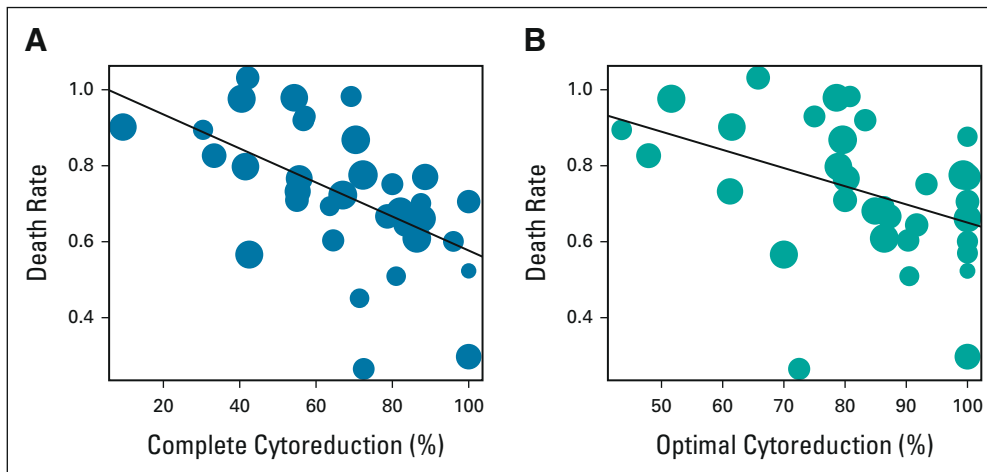 A
Death Rate
1.0
0.8
0.6
0.4
20 40 60 80 100
Complete Cytoreduction (%)
B
Death Rate
1.0
0.8
0.6
0.4
50 60 70 80 90 100
Optimal Cytoreduction (%)